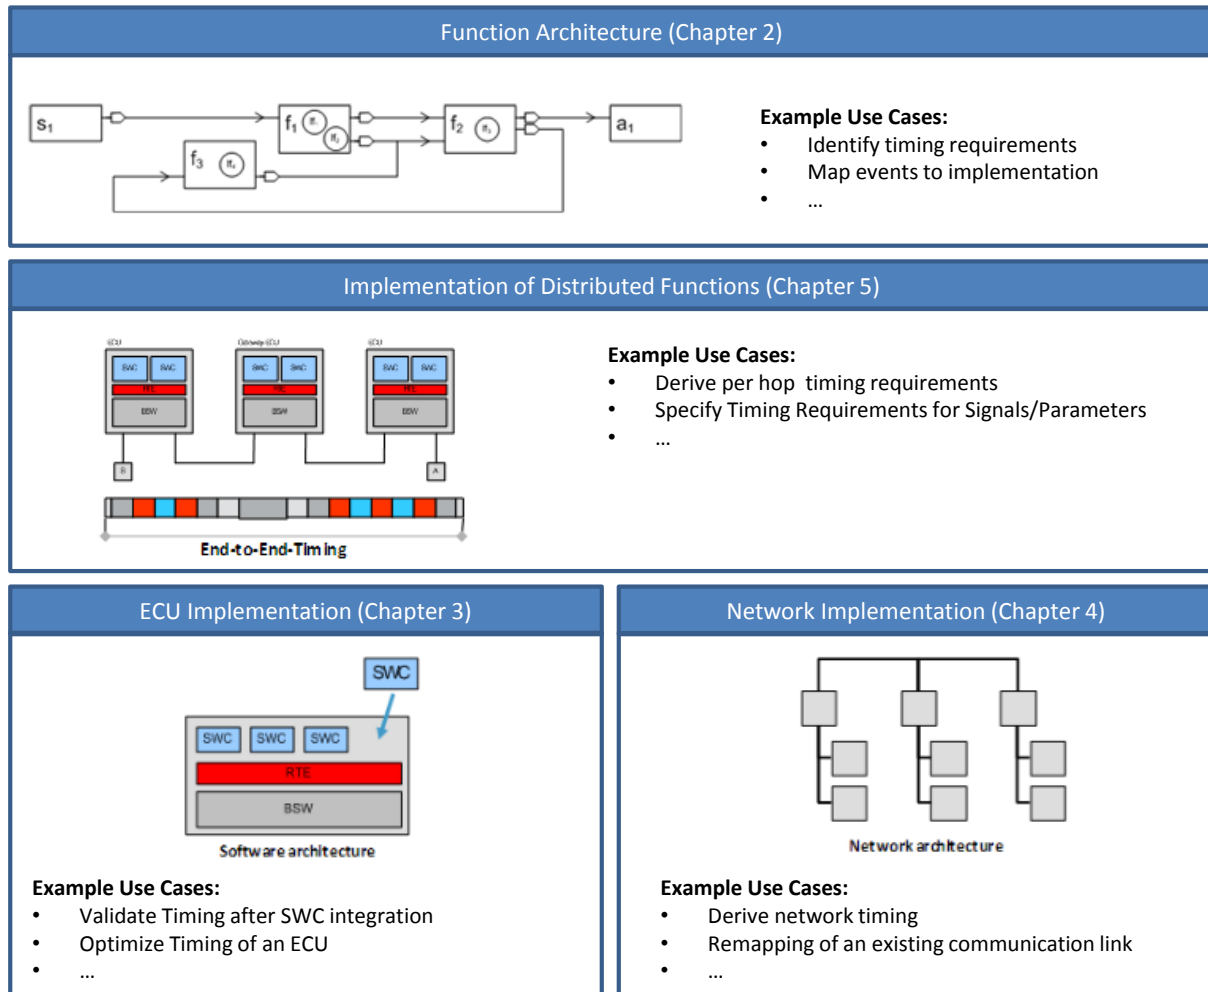 Function Architecture (Chapter 2)
s1
f1
f2
a1
f3
Example Use Cases:
• Identify timing requirements
• Map events to implementation
• …
Implementation of Distributed Functions (Chapter 5)
ECU
Gateway ECU
ECU
SWC SWC
SWC SWC
SWC SWC
RTE
RTE
RTE
BSW
BSW
BSW
A
End-to-End-Timing
Example Use Cases:
• Derive per hop timing requirements
• Specify Timing Requirements for Signals/Parameters
• …
ECU Implementation (Chapter 3)
SWC
SWC SWC SWC
RTE
BSW
Software architecture
Example Use Cases:
• Validate Timing after SWC integration
• Optimize Timing of an ECU
• …
Network Implementation (Chapter 4)
Network architecture
Example Use Cases:
• Derive network timing
• Remapping of an existing communication link
• …